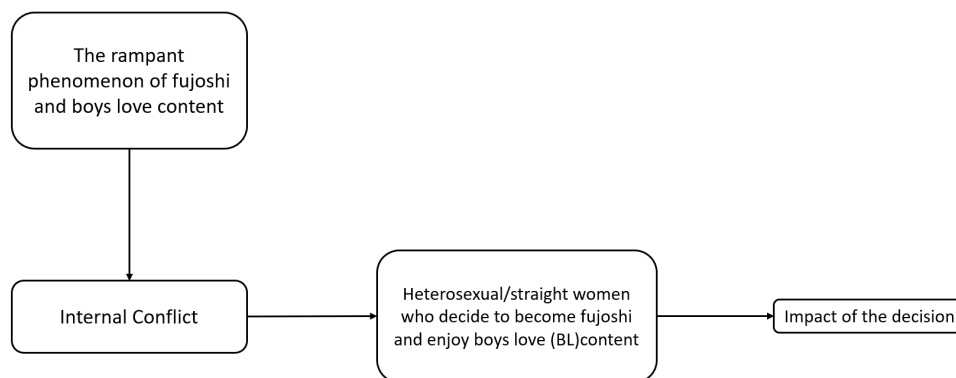 The rampant
phenomenon of fujoshi
and boys love content
Internal Conflict
Heterosexual/straight women
who decide to become fujoshi
and enjoy boys love (BL)content
Impact of the decision